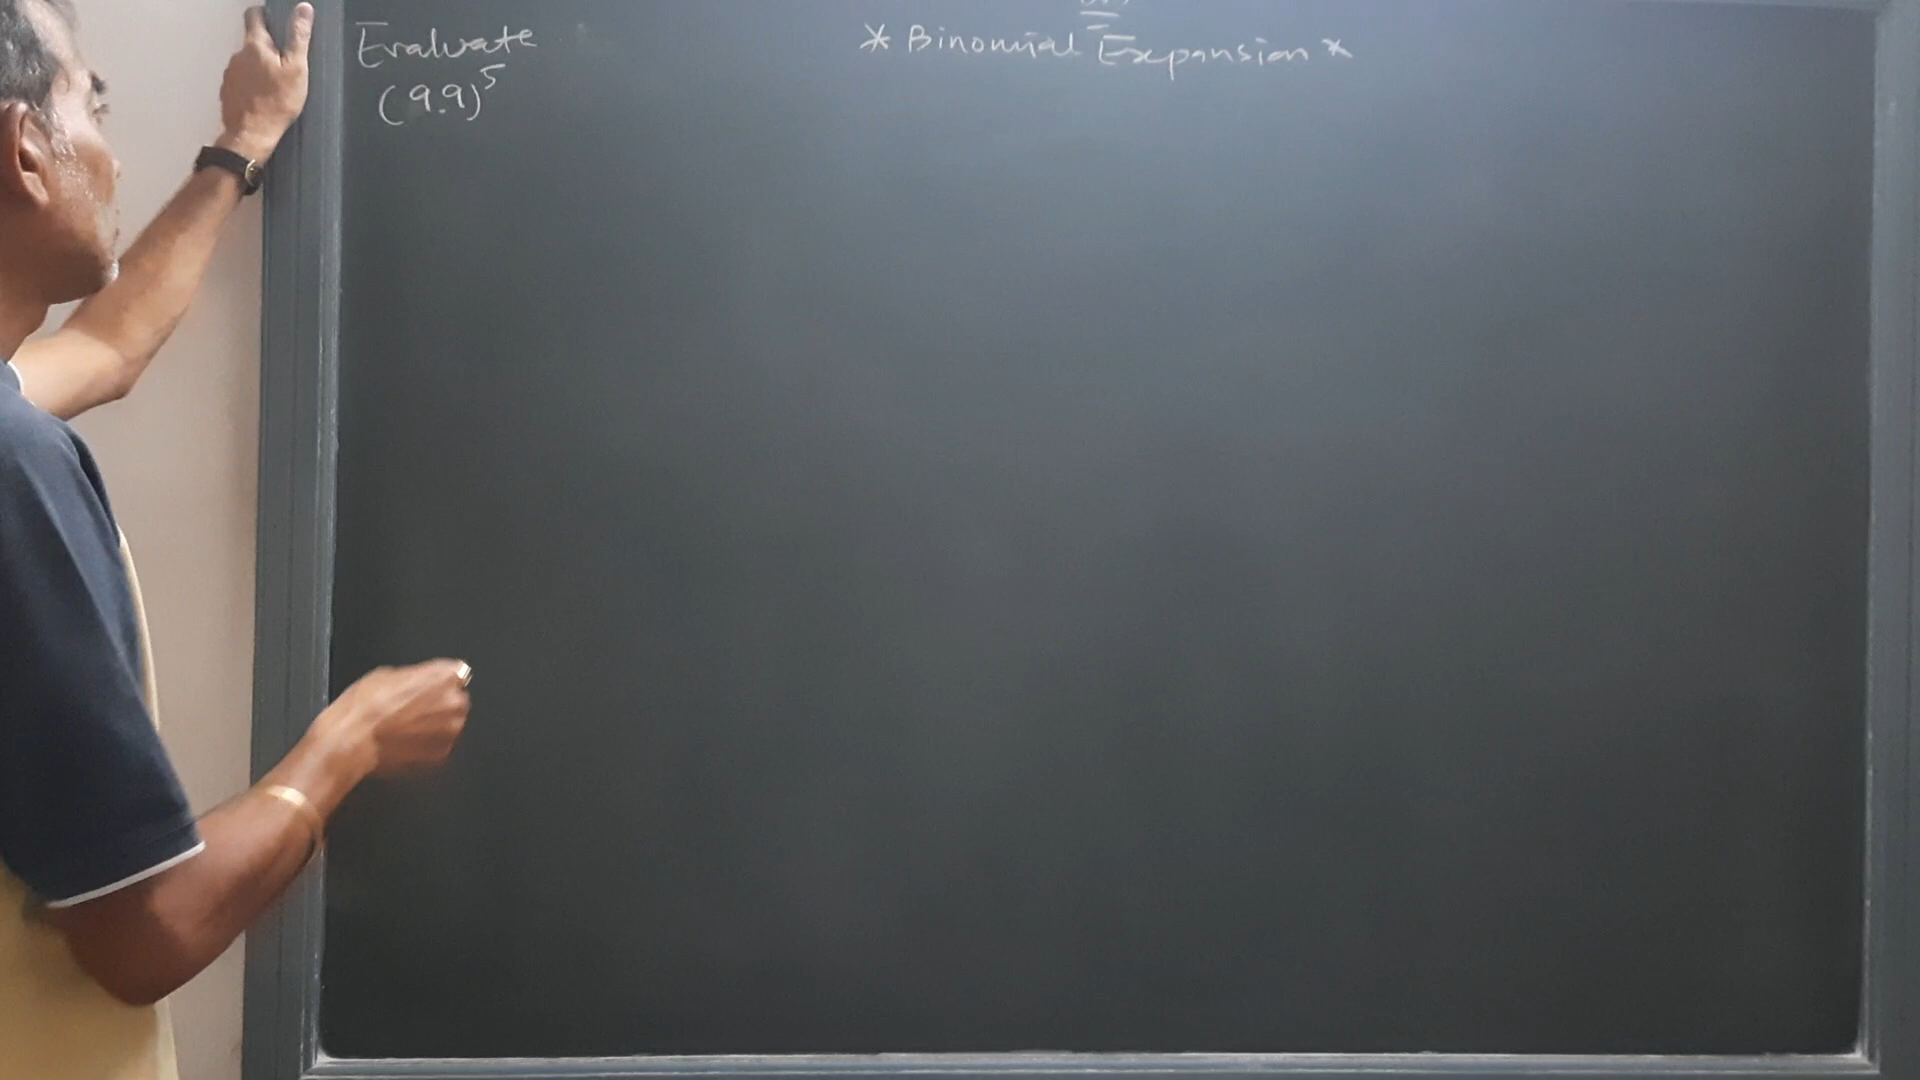 Evaluate
(9.9)⁵
* Binomial Expansion *